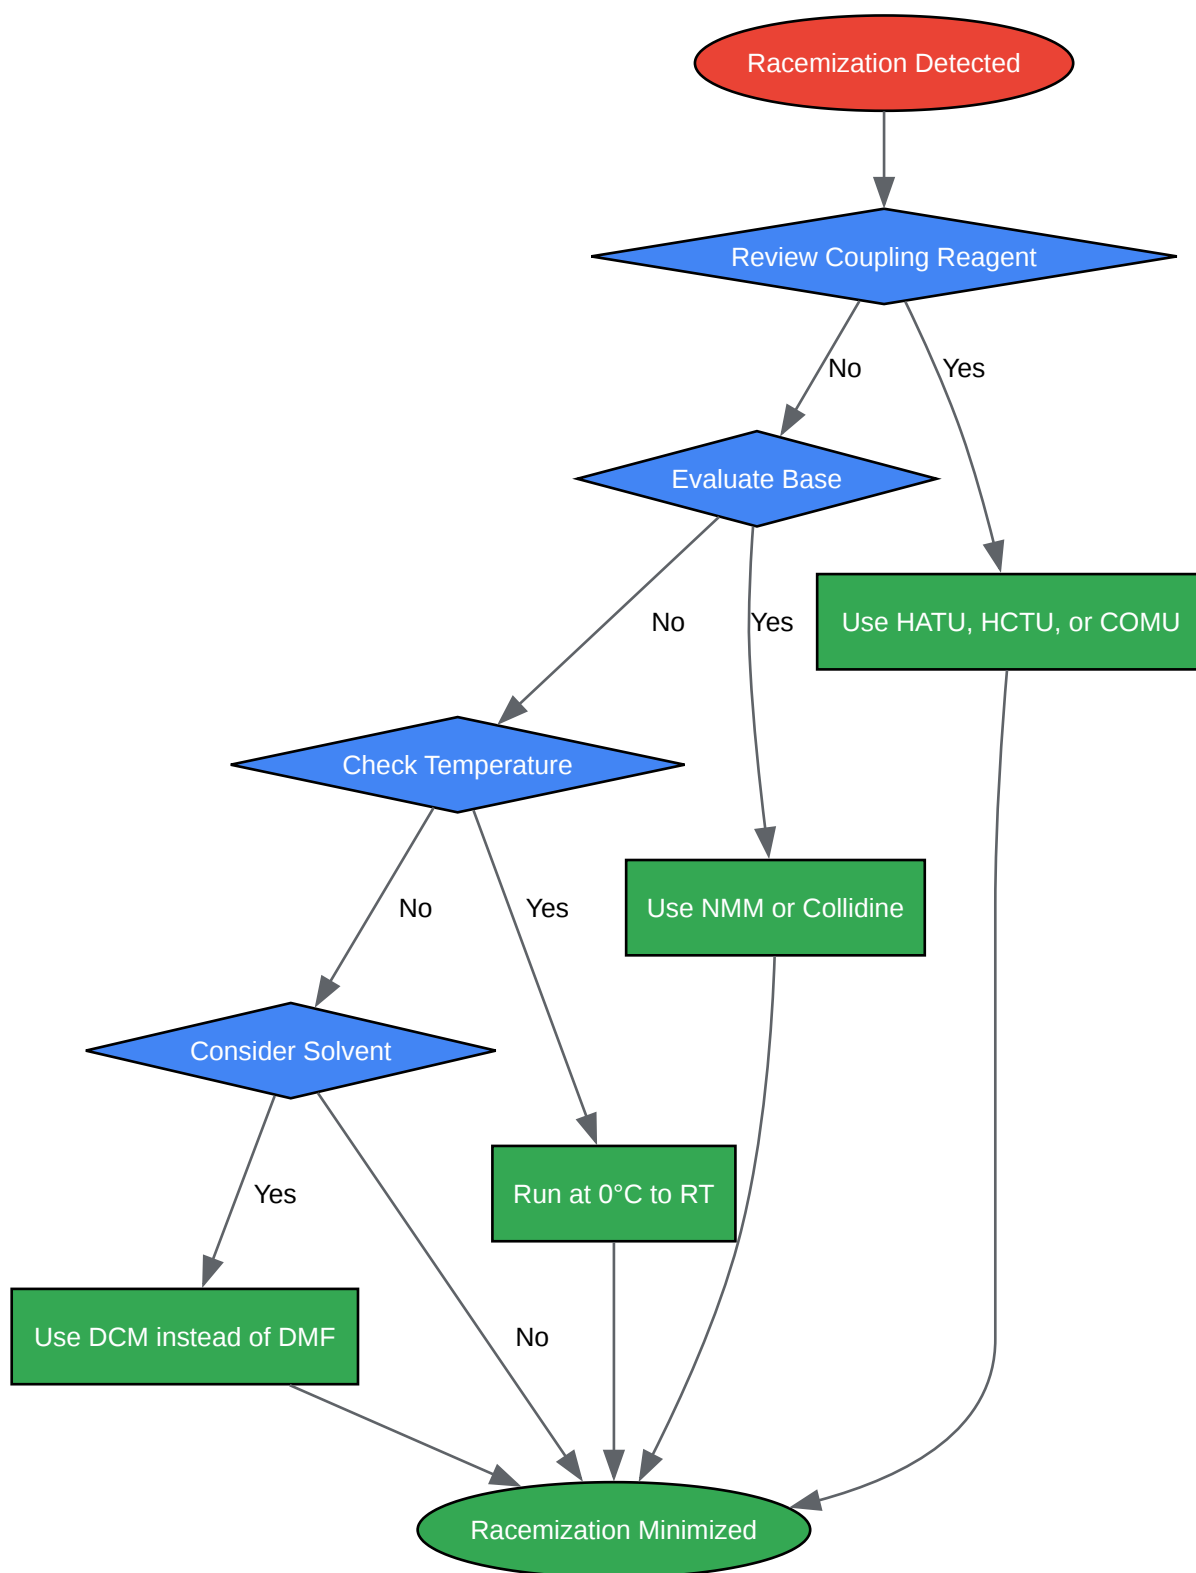 Racemization Detected
Review Coupling Reagent
No
Yes
Evaluate Base
No
Yes
Use HATU, HCTU, or COMU
Check Temperature
No
Yes
Use NMM or Collidine
Consider Solvent
Yes
Run at 0°C to RT
Use DCM instead of DMF
No
Racemization Minimized